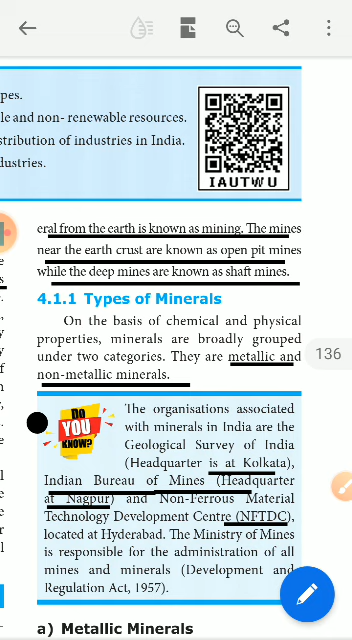 ypes.
le and non- renewable resources.
stribution of industries in India.
dustries.
IAUTWU
eral from the earth is known as mining. The mines
near the earth crust are known as open pit mines
while the deep mines are known as shaft mines.
4.1.1 Types of Minerals
On the basis of chemical and physical
properties, minerals are broadly grouped
under two categories. They are metallic and
non-metallic minerals.
136
DO
YOU
KNOW?
The organisations associated
with minerals in India are the
Geological Survey of India
(Headquarter is at Kolkata),
Indian Bureau of Mines (Headquarter
at Nagpur) and Non-Ferrous Material
Technology Development Centre (NFTDC),
located at Hyderabad. The Ministry of Mines
is responsible for the administration of all
mines and minerals (Development and
Regulation Act, 1957).
a) Metallic Minerals